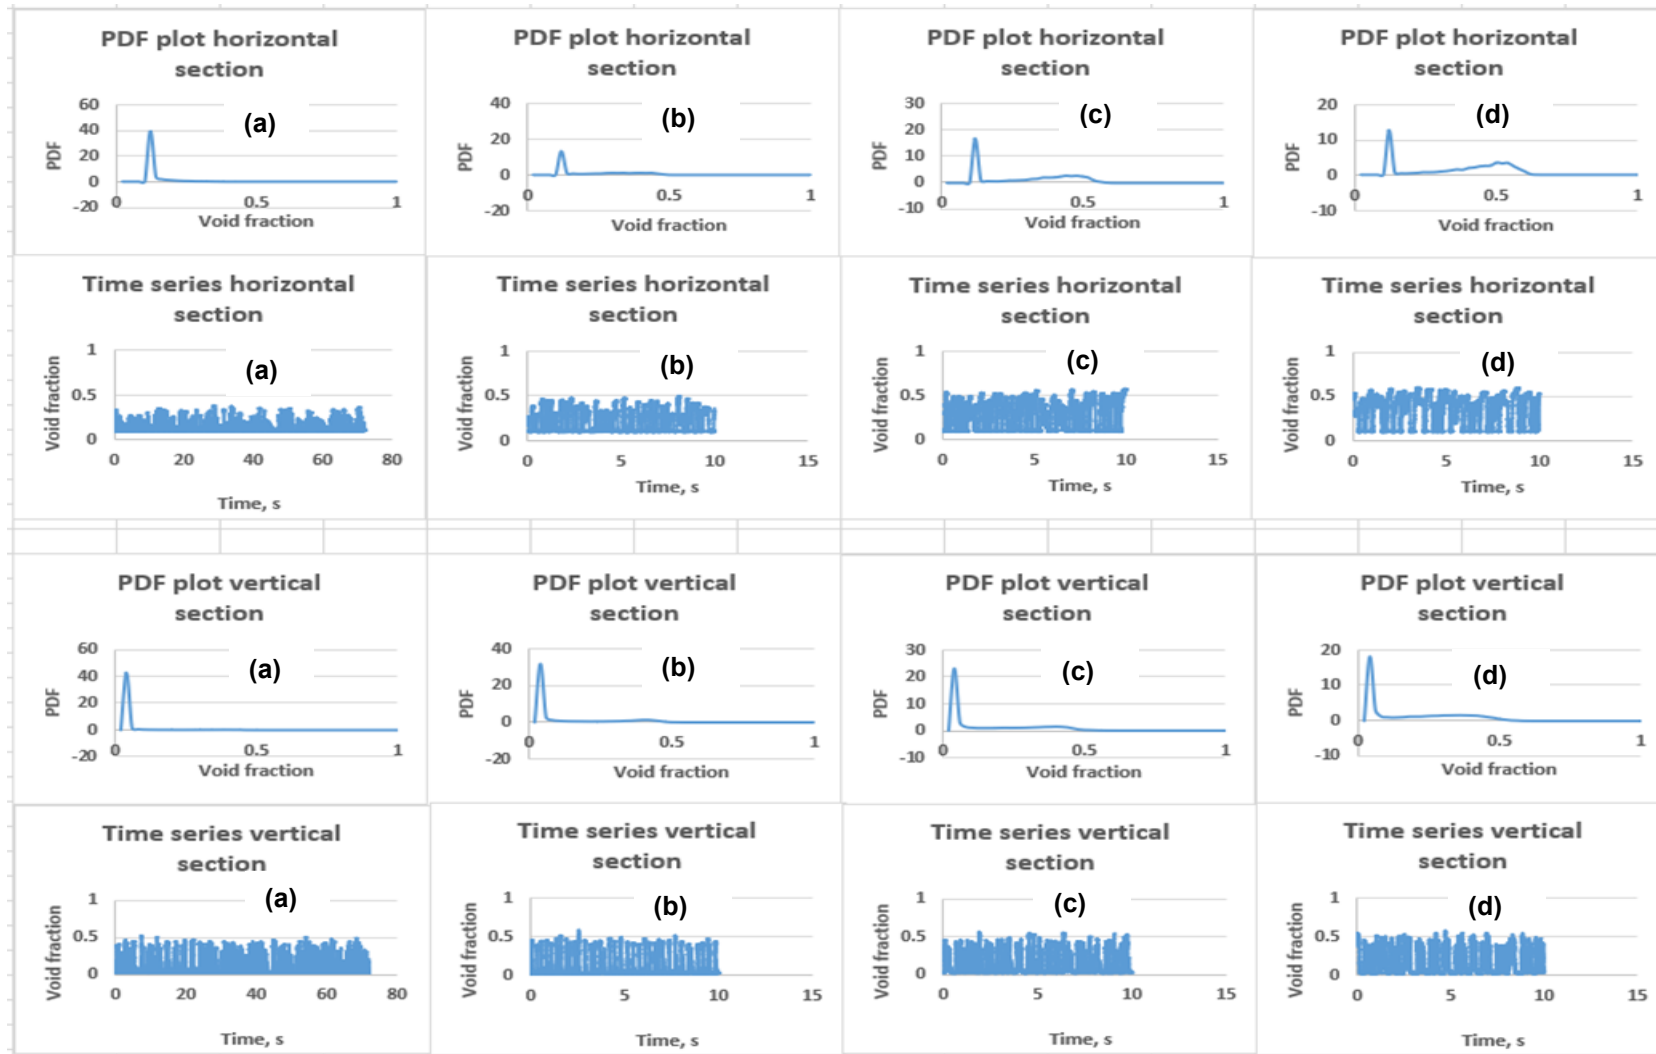 PDF plot horizontal
section
(a)
60
40
20
0
-20
PDF
0
0.5
1
Void fraction
PDF plot horizontal
section
(b)
40
20
0
-20
PDF
0
0.5
1
Void fraction
PDF plot horizontal
section
(c)
30
20
10
0
-10
PDF
0
0.5
1
Void fraction
PDF plot horizontal
section
(d)
20
10
0
-10
PDF
0
0.5
1
Void fraction
Time series horizontal
section
(a)
1
0.5
0
Void fraction
0
20
40
60
80
Time, s
Time series horizontal
section
(b)
1
0.5
0
Void fraction
0
5
10
15
Time, s
Time series horizontal
section
(c)
1
0.5
0
Void fraction
0
5
10
15
Time, s
Time series horizontal
section
(d)
1
0.5
0
Void fraction
0
5
10
15
Time, s
PDF plot vertical
section
(a)
60
40
20
0
-20
PDF
0
0.5
1
Void fraction
PDF plot vertical
section
(b)
40
20
0
-20
PDF
0
0.5
1
Void fraction
PDF plot vertical
section
(c)
30
20
10
0
-10
PDF
0
0.5
1
Void fraction
PDF plot vertical
section
(d)
20
10
0
-10
PDF
0
0.5
1
Void fraction
Time series vertical
section
(a)
1
0.5
0
Void fraction
0
20
40
60
80
Time, s
Time series vertical
section
(b)
1
0.5
0
Void fraction
0
5
10
15
Time, s
Time series vertical
section
(c)
1
0.5
0
Void fraction
0
5
10
15
Time, s
Time series vertical
section
(d)
1
0.5
0
Void fraction
0
5
10
15
Time, s